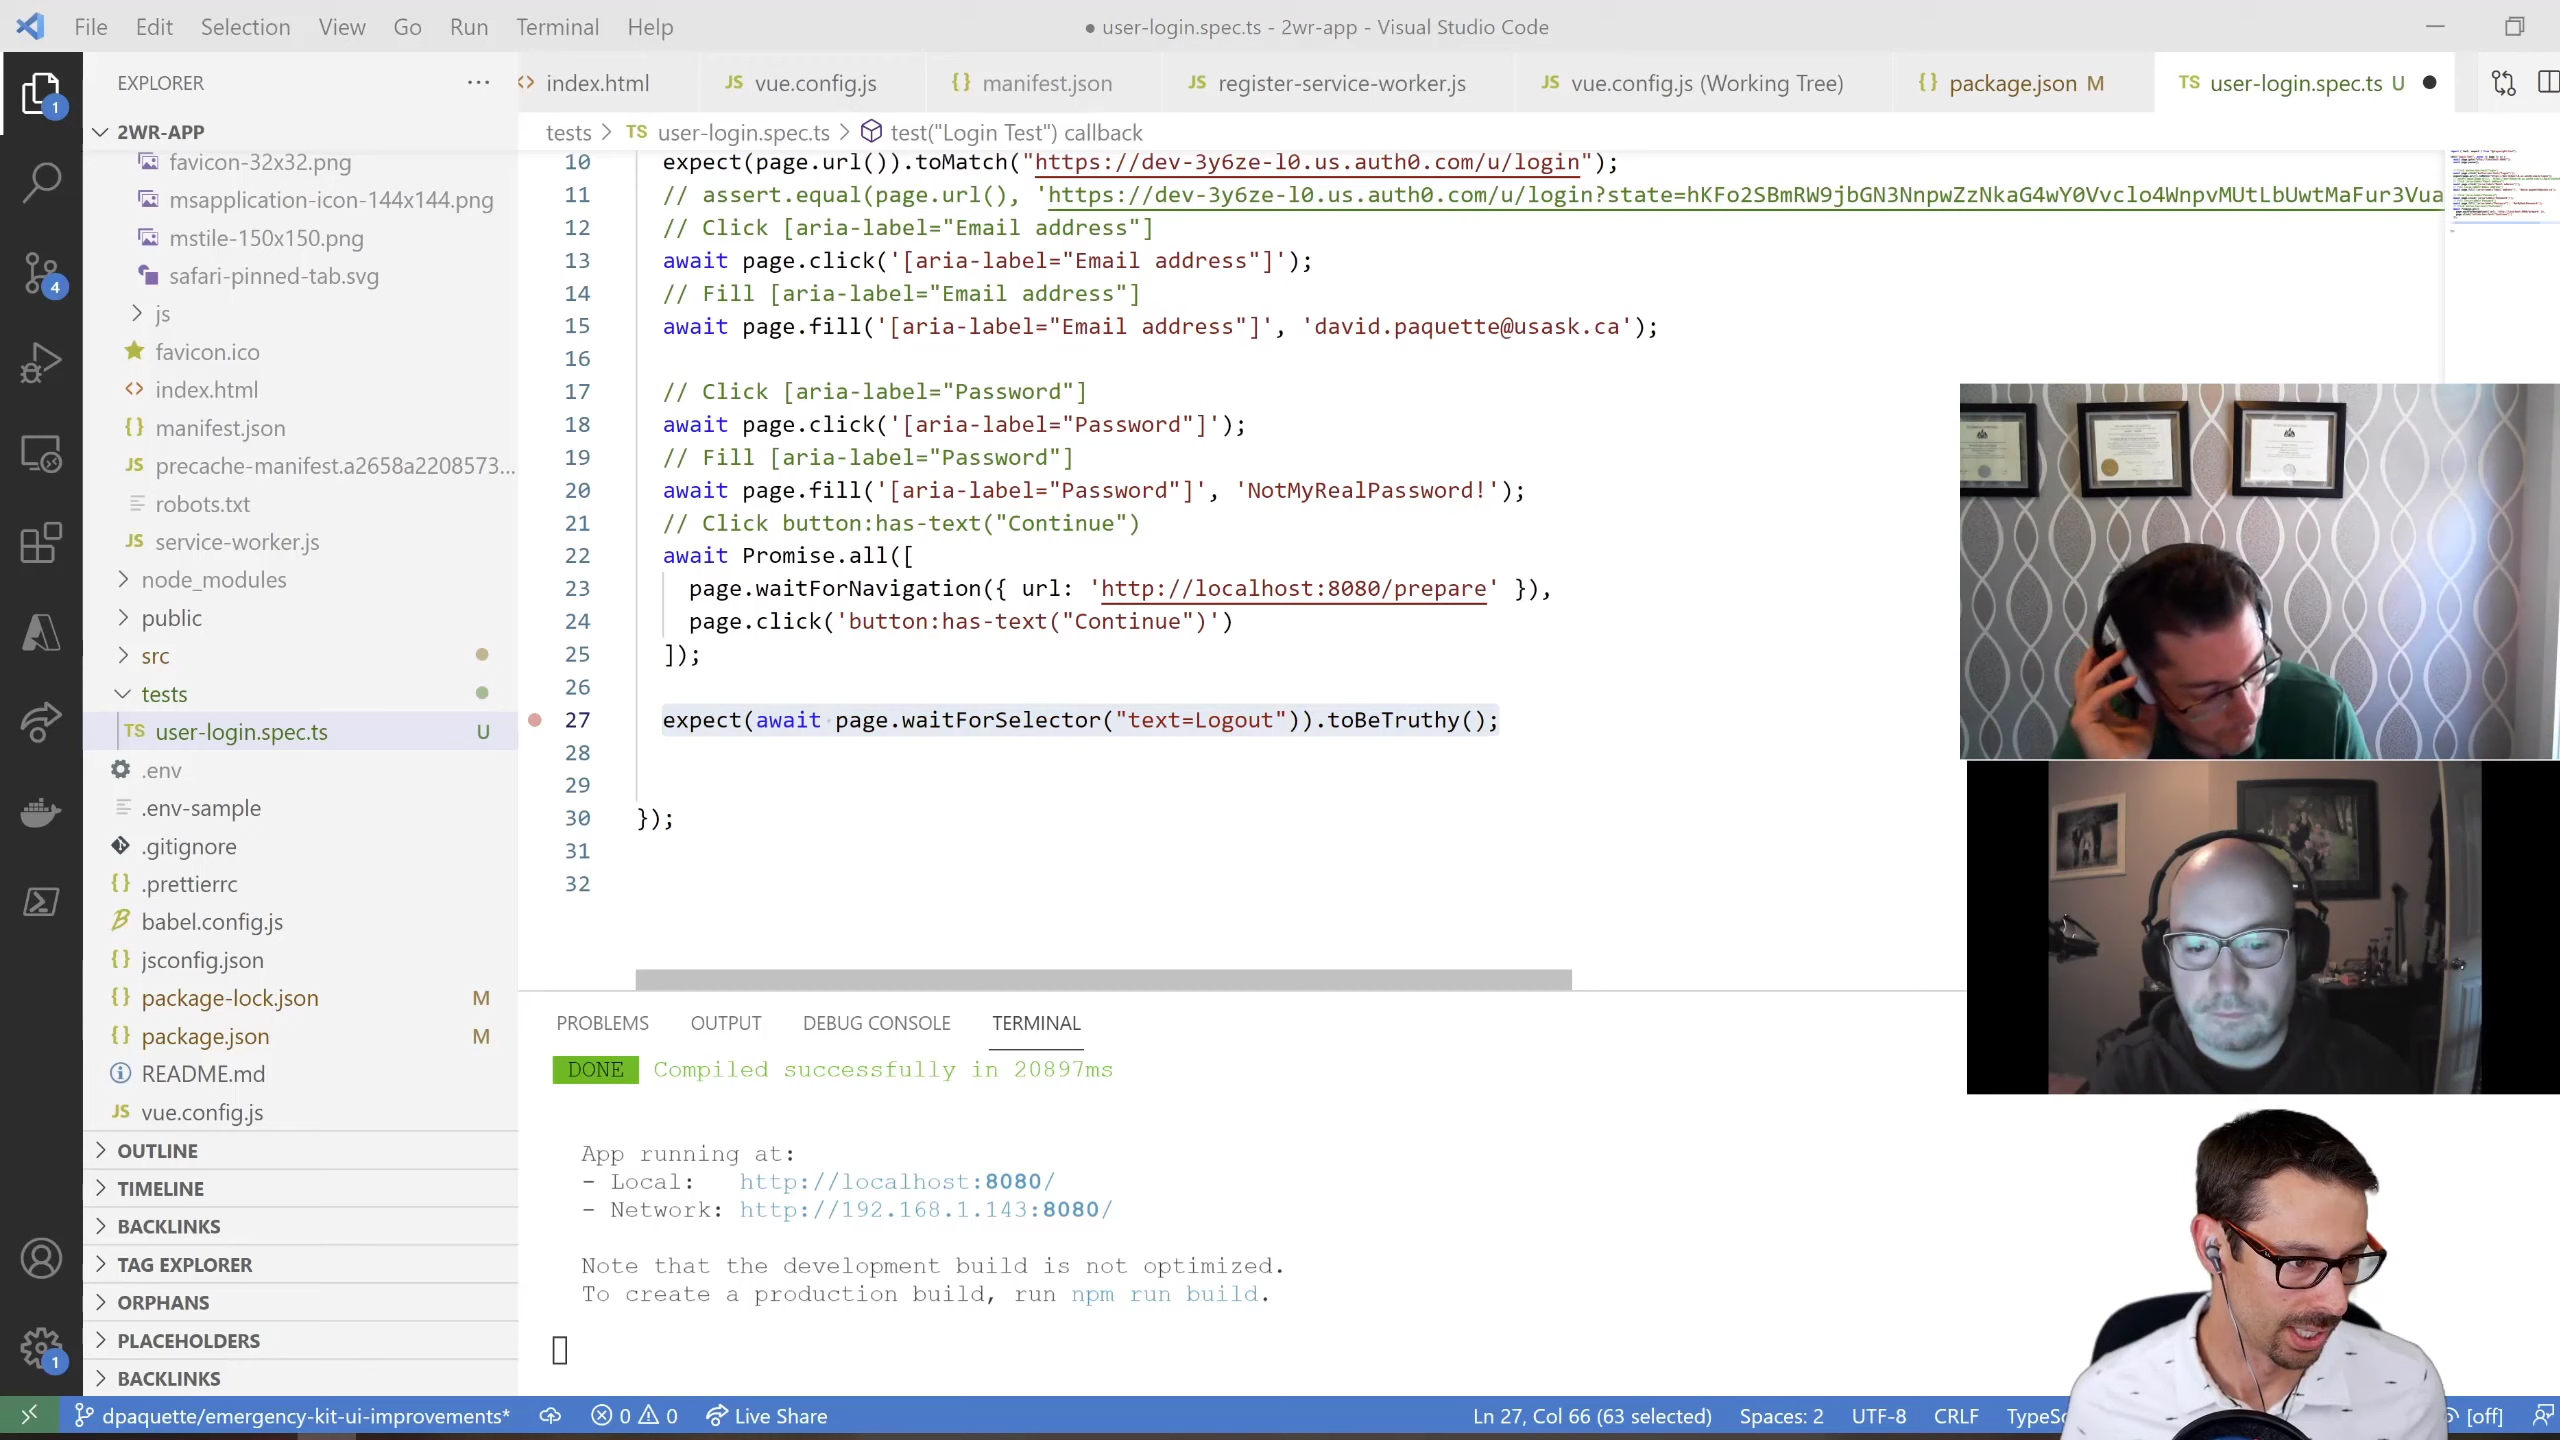 File Edit Selection View Go Run Terminal Help
● user-login.spec.ts - 2wr-app - Visual Studio Code
EXPLORER ···
index.html
JS vue.config.js
{} manifest.json
JS register-service-worker.js
JS vue.config.js (Working Tree)
{} package.json M
TS user-login.spec.ts U
tests > TS user-login.spec.ts > test("Login Test") callback
1
4
1
2WR-APP
favicon-32x32.png
msapplication-icon-144x144.png
mstile-150x150.png
safari-pinned-tab.svg
js
favicon.ico
<> index.html
{} manifest.json
JS precache-manifest.a2658a2208573...
robots.txt
JS service-worker.js
node_modules
public
src
tests
TS user-login.spec.ts U
.env
.env-sample
.gitignore
{} .prettierrc
babel.config.js
{} jsconfig.json
{} package-lock.json M
{} package.json M
README.md
JS vue.config.js
OUTLINE
TIMELINE
BACKLINKS
TAG EXPLORER
ORPHANS
PLACEHOLDERS
BACKLINKS
10 expect(page.url()).toMatch("https://dev-3y6ze-l0.us.auth0.com/u/login");
11 // assert.equal(page.url(), 'https://dev-3y6ze-l0.us.auth0.com/u/login?state=hKFo2SBmRW9jbGN3NnpwZzNkaG4wY0Vvclo4WnpvMUtLbUwtMaFur3Vua
12 // Click [aria-label="Email address"]
13 await page.click('[aria-label="Email address"]');
14 // Fill [aria-label="Email address"]
15 await page.fill('[aria-label="Email address"]', 'david.paquette@usask.ca');
16
17 // Click [aria-label="Password"]
18 await page.click('[aria-label="Password"]');
19 // Fill [aria-label="Password"]
20 await page.fill('[aria-label="Password"]', 'NotMyRealPassword!');
21 // Click button:has-text("Continue")
22 await Promise.all([
23 page.waitForNavigation({ url: 'http://localhost:8080/prepare' }),
24 page.click('button:has-text("Continue")')
25 ]);
26
27 expect(await page.waitForSelector("text=Logout")).toBeTruthy();
28
29
30 });
31
32
PROBLEMS OUTPUT DEBUG CONSOLE TERMINAL
DONE Compiled successfully in 20897ms
App running at:
- Local: http://localhost:8080/
- Network: http://192.168.1.143:8080/
Note that the development build is not optimized.
To create a production build, run npm run build.
dpaquette/emergency-kit-ui-improvements* 0 0 Live Share Ln 27, Col 66 (63 selected) Spaces: 2 UTF-8 CRLF TypeSc [off]